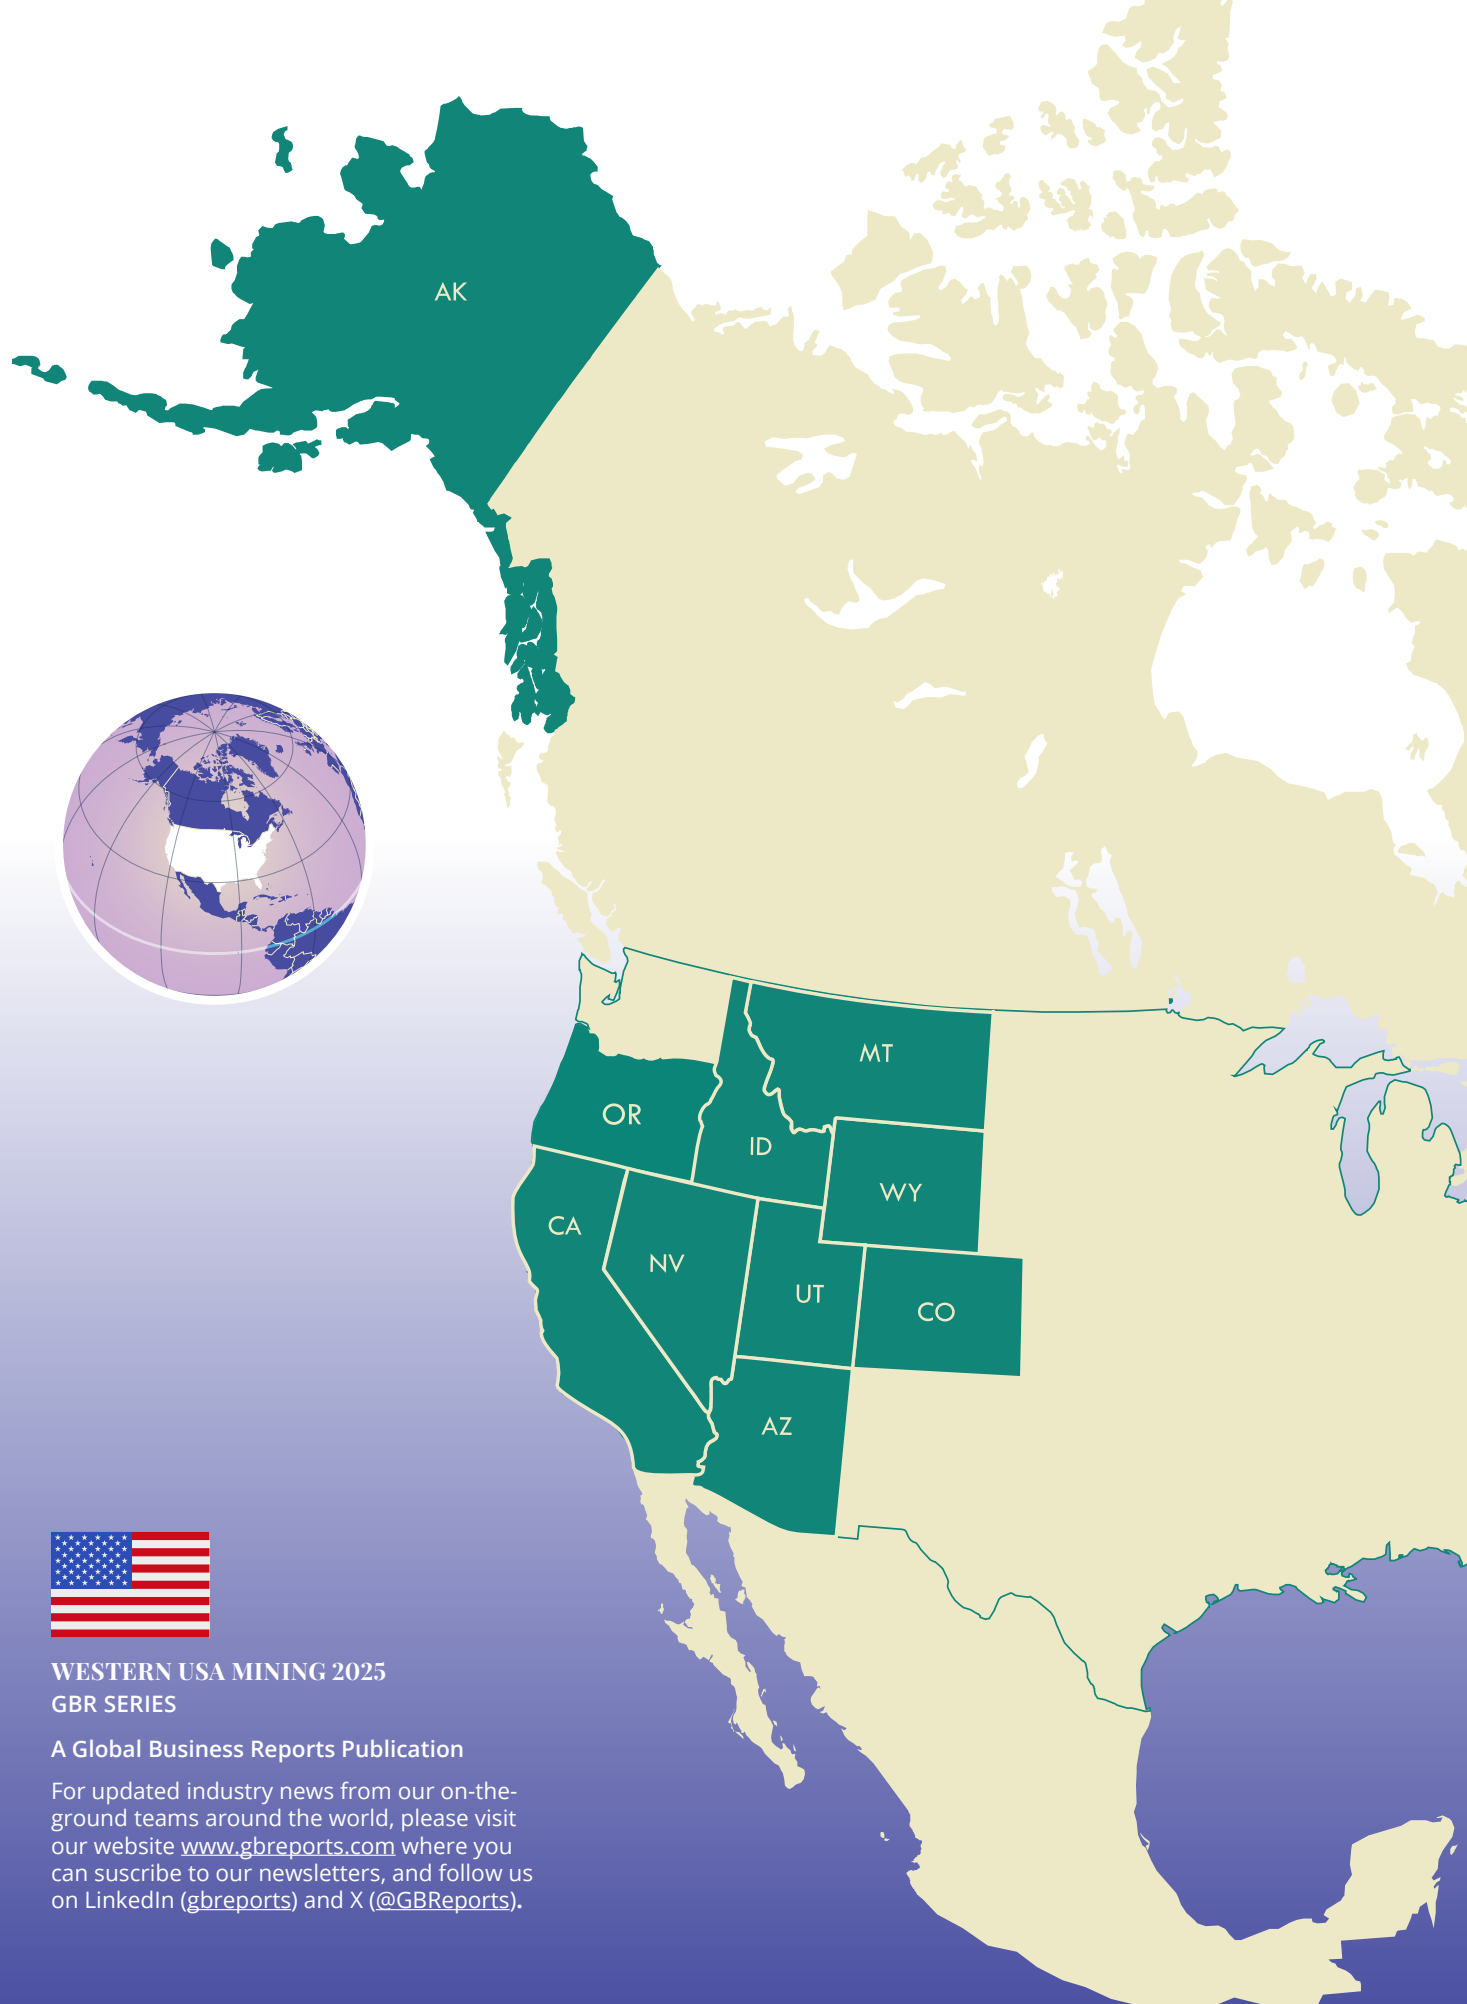 AK
MT
OR
ID
WY
CA
NV
UT
CO
AZ
WESTERN USA MINING 2025
GBR SERIES
A Global Business Reports Publication
For updated industry news from our on-the-
ground teams around the world, please visit
our website www.gbreports.com where you
can suscribe to our newsletters, and follow us
on LinkedIn (gbreports) and X (@GBReports).